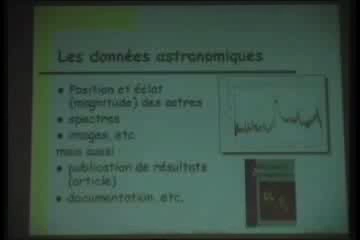 Les données astronomiques
• Position et éclat
(magnitude) des astres
• spectres
• images, etc.
mais aussi
• publication de résultats
(article)
• documentation, etc.